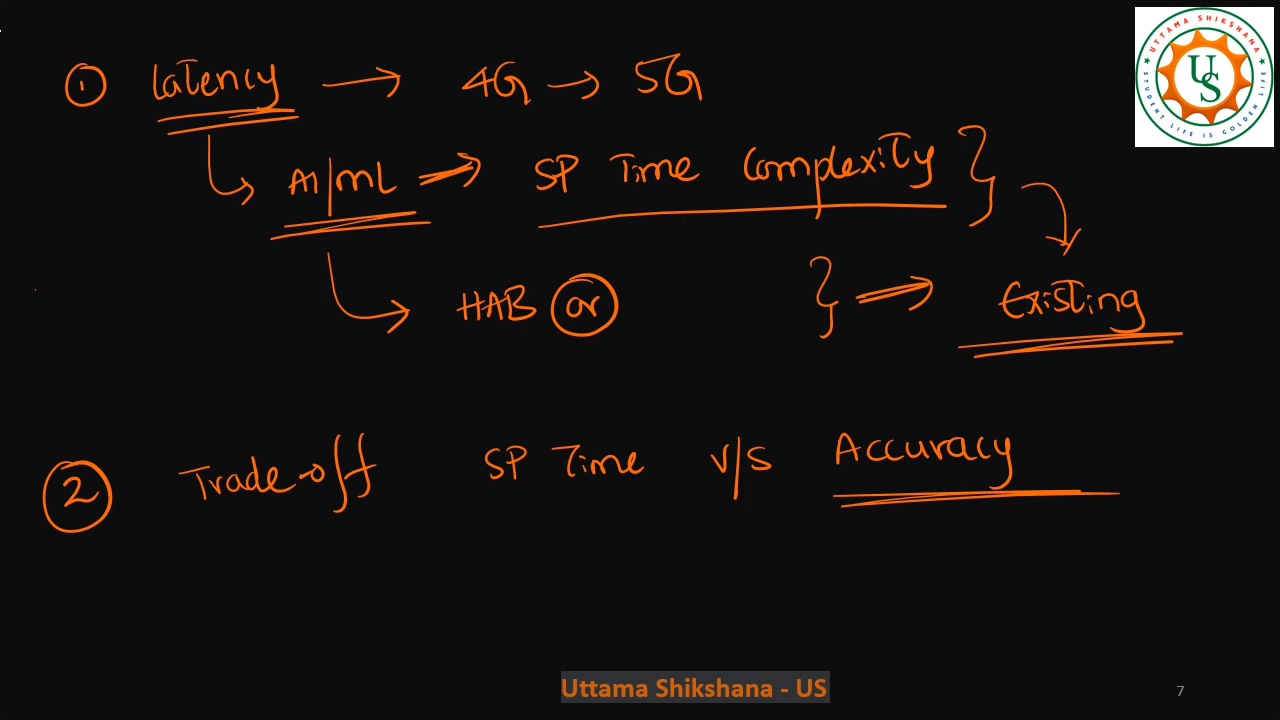 ① Latency → 4G → 5G
AI/ML ⇒ SP Time Complexity }
HAB or } ⇒ Existing
② Trade-off SP Time V/S Accuracy
UTTAMA SHIKSHANA
US
STUDENT LIFE IS GOLDEN LIFE
Uttama Shikshana - US
7